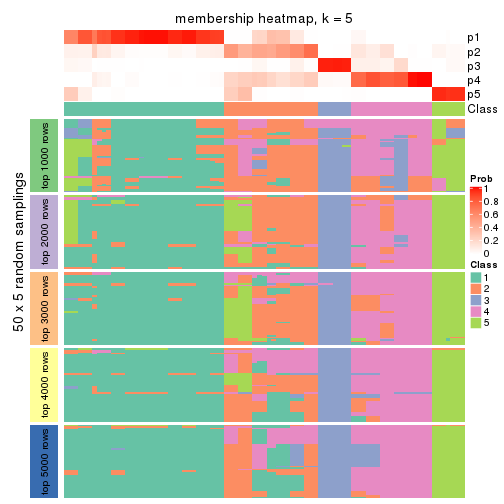 membership heatmap, k = 5
p1
p2
p3
p4
p5
Class
50 x 5 random samplings
top 1000 rows
top 2000 rows
top 3000 rows
top 4000 rows
top 5000 rows
Prob
1
0.8
0.6
0.4
0.2
0
Class
1
2
3
4
5